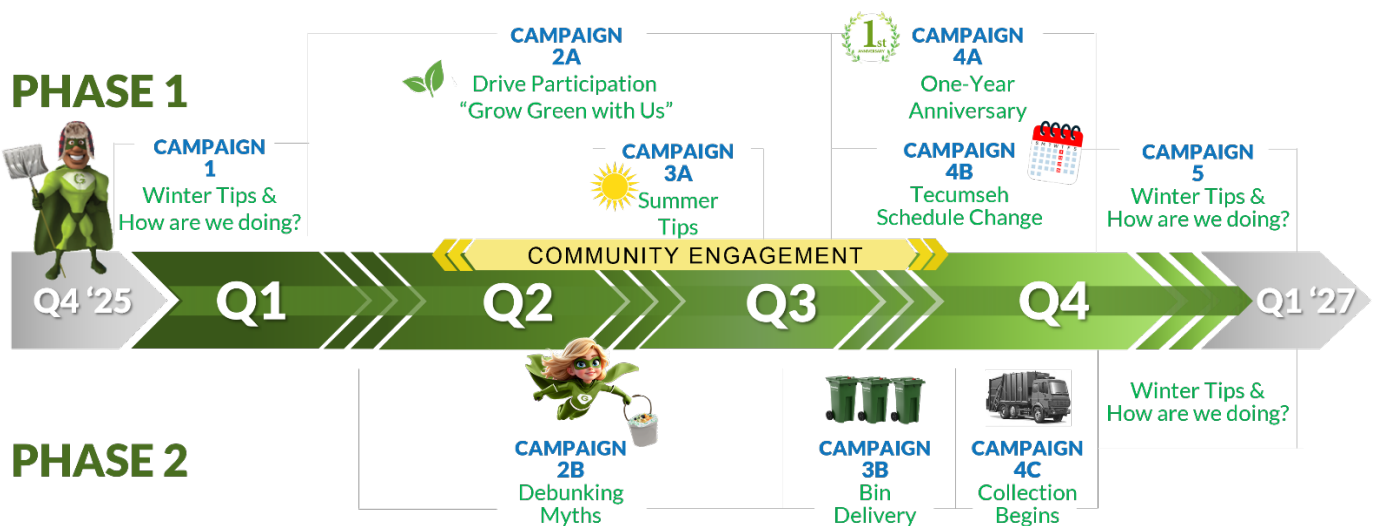 PHASE 1
CAMPAIGN
1
Winter Tips &
How are we doing?
CAMPAIGN
2A
Drive Participation
“Grow Green with Us”
CAMPAIGN
3A
Summer
Tips
1st
ANNIVERSARY
CAMPAIGN
4A
One-Year
Anniversary
CAMPAIGN
4B
Tecumseh
Schedule Change
CAMPAIGN
5
Winter Tips &
How are we doing?
COMMUNITY ENGAGEMENT
Q4 ‘25
Q1
Q2
Q3
Q4
Q1 ‘27
PHASE 2
CAMPAIGN
2B
Debunking
Myths
CAMPAIGN
3B
Bin
Delivery
CAMPAIGN
4C
Collection
Begins
Winter Tips &
How are we doing?